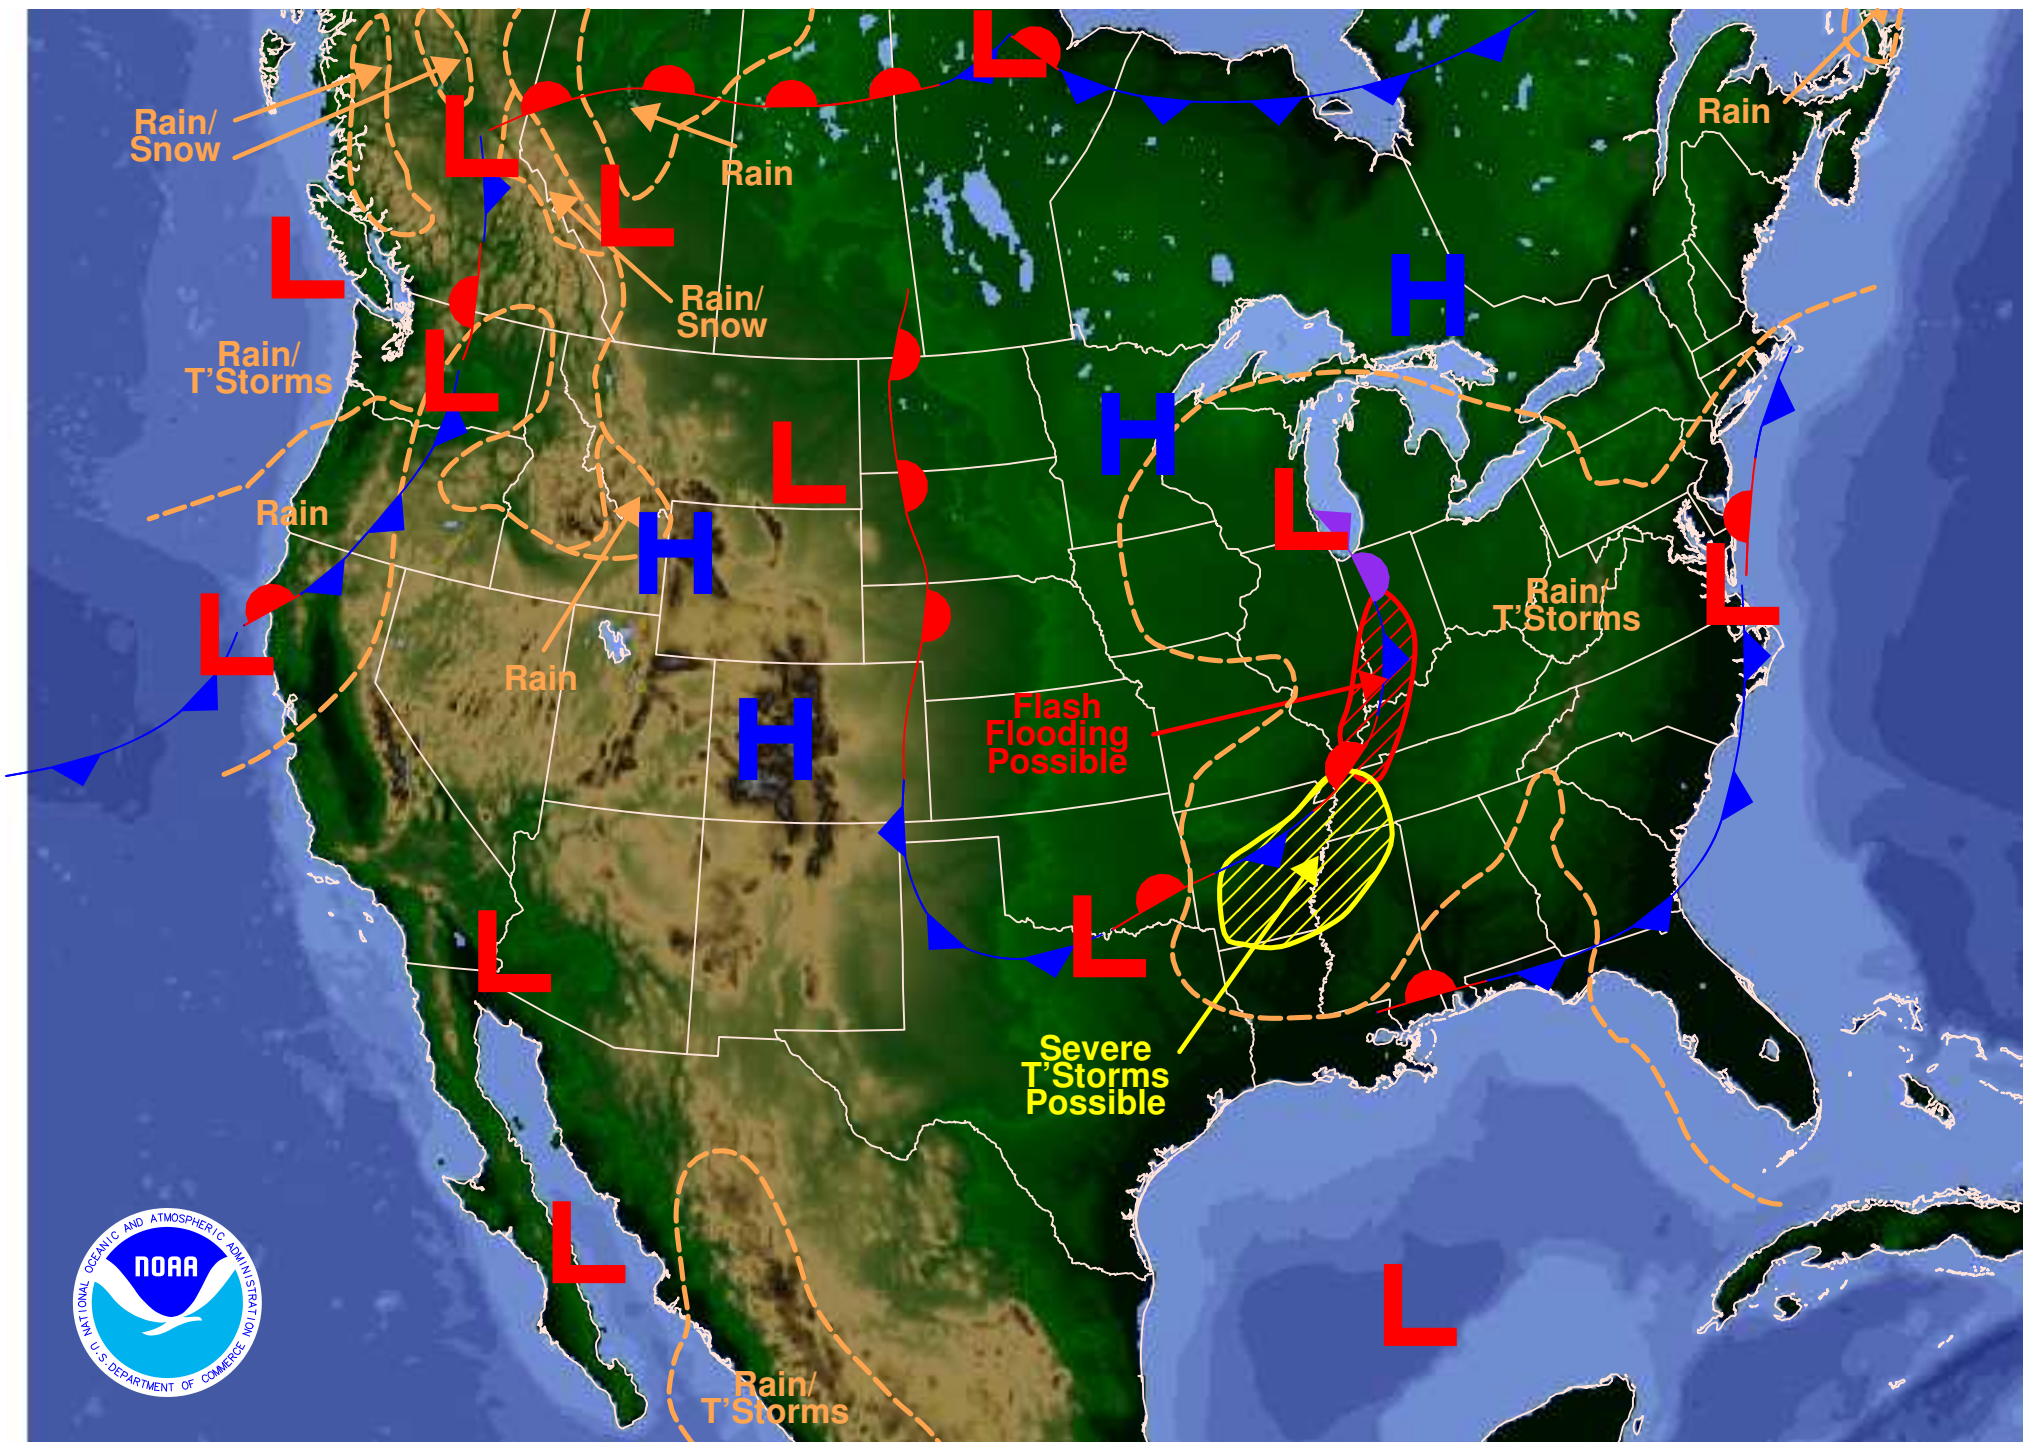 L
Rain
Rain/
Snow
L
L
Rain
L
H
Rain/
Snow
Rain/
T'Storms
L
H
L
L
Rain
H
L
L
Rain/
T'Storms
L
Rain
H
Flash
Flooding
Possible
L
L
Severe
T'Storms
Possible
L
L
Rain/
T'Storms
NATIONAL OCEANIC AND ATMOSPHERIC ADMINISTRATION
NOAA
U.S. DEPARTMENT OF COMMERCE